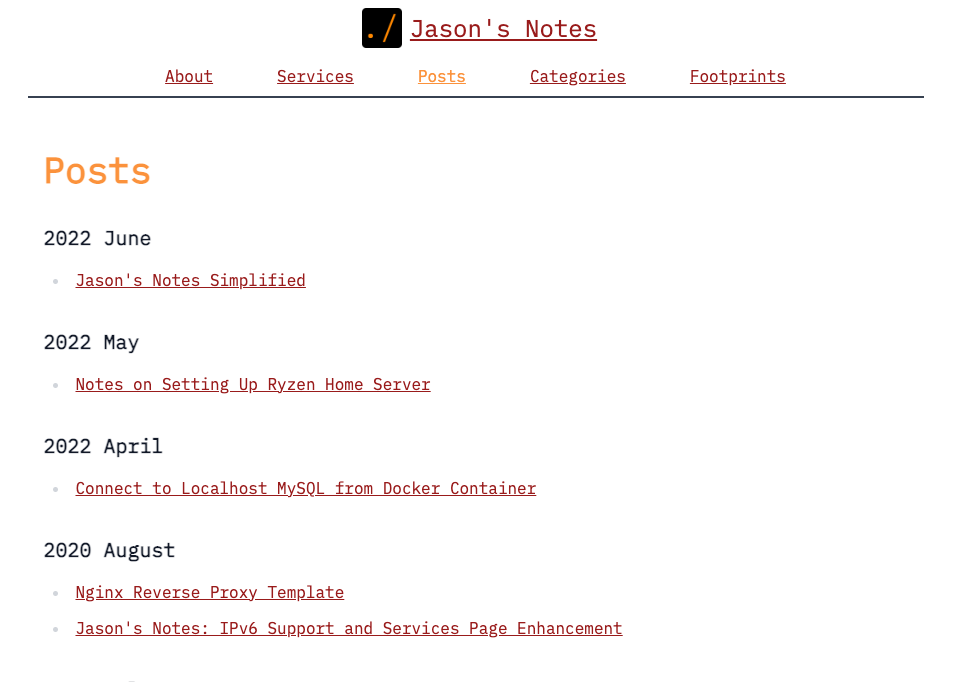 ./ Jason's Notes
About Services Posts Categories Footprints
Posts
2022 June
Jason's Notes Simplified
2022 May
Notes on Setting Up Ryzen Home Server
2022 April
Connect to Localhost MySQL from Docker Container
2020 August
Nginx Reverse Proxy Template
Jason's Notes: IPv6 Support and Services Page Enhancement